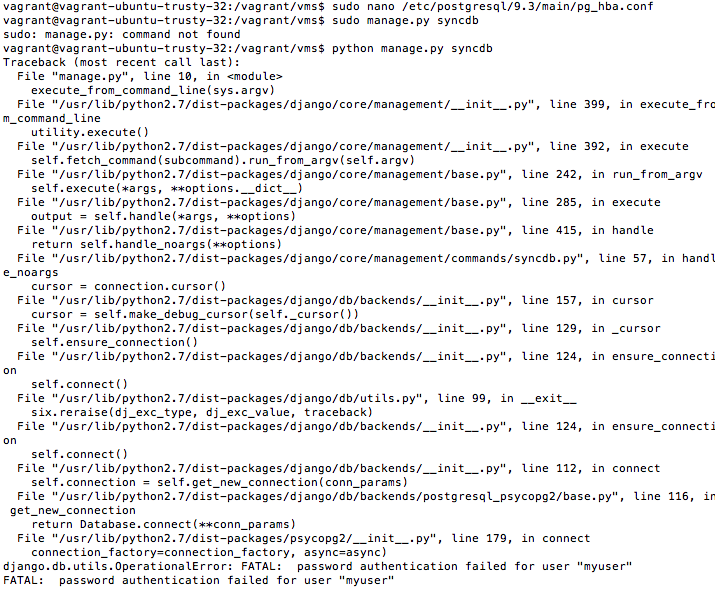 vagrant@vagrant-ubuntu-trusty-32:/vagrant/vms$ sudo nano /etc/postgresql/9.3/main/pg_hba.conf
vagrant@vagrant-ubuntu-trusty-32:/vagrant/vms$ sudo manage.py syncdb
sudo: manage.py: command not found
vagrant@vagrant-ubuntu-trusty-32:/vagrant/vms$ python manage.py syncdb
Traceback (most recent call last):
  File "manage.py", line 10, in <module>
    execute_from_command_line(sys.argv)
  File "/usr/lib/python2.7/dist-packages/django/core/management/__init__.py", line 399, in execute_fro
m_command_line
    utility.execute()
  File "/usr/lib/python2.7/dist-packages/django/core/management/__init__.py", line 392, in execute
    self.fetch_command(subcommand).run_from_argv(self.argv)
  File "/usr/lib/python2.7/dist-packages/django/core/management/base.py", line 242, in run_from_argv
    self.execute(*args, **options.__dict__)
  File "/usr/lib/python2.7/dist-packages/django/core/management/base.py", line 285, in execute
    output = self.handle(*args, **options)
  File "/usr/lib/python2.7/dist-packages/django/core/management/base.py", line 415, in handle
    return self.handle_noargs(**options)
  File "/usr/lib/python2.7/dist-packages/django/core/management/commands/syncdb.py", line 57, in handl
e_noargs
    cursor = connection.cursor()
  File "/usr/lib/python2.7/dist-packages/django/db/backends/__init__.py", line 157, in cursor
    cursor = self.make_debug_cursor(self._cursor())
  File "/usr/lib/python2.7/dist-packages/django/db/backends/__init__.py", line 129, in _cursor
    self.ensure_connection()
  File "/usr/lib/python2.7/dist-packages/django/db/backends/__init__.py", line 124, in ensure_connecti
on
    self.connect()
  File "/usr/lib/python2.7/dist-packages/django/db/utils.py", line 99, in __exit__
    six.reraise(dj_exc_type, dj_exc_value, traceback)
  File "/usr/lib/python2.7/dist-packages/django/db/backends/__init__.py", line 124, in ensure_connecti
on
    self.connect()
  File "/usr/lib/python2.7/dist-packages/django/db/backends/__init__.py", line 112, in connect
    self.connection = self.get_new_connection(conn_params)
  File "/usr/lib/python2.7/dist-packages/django/db/backends/postgresql_psycopg2/base.py", line 116, in
 get_new_connection
    return Database.connect(**conn_params)
  File "/usr/lib/python2.7/dist-packages/psycopg2/__init__.py", line 179, in connect
    connection_factory=connection_factory, async=async)
django.db.utils.OperationalError: FATAL:  password authentication failed for user "myuser"
FATAL:  password authentication failed for user "myuser"